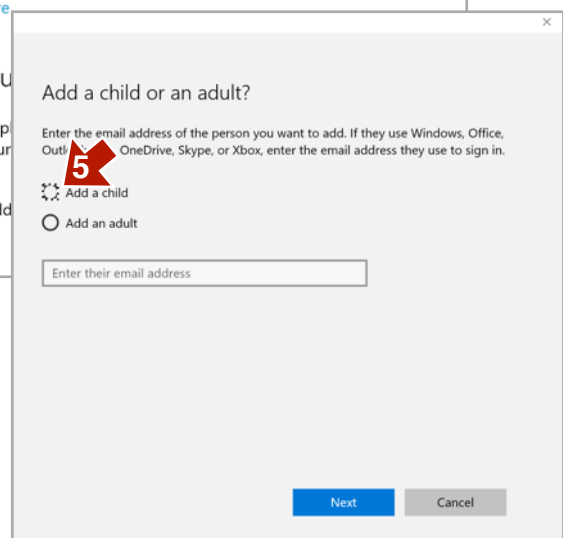 Add a child or an adult?
Enter the email address of the person you want to add. If they use Windows, Office,
OneDrive, Skype, or Xbox, enter the email address they use to sign in.
5
Add a child
Add an adult
Enter their email address
Next
Cancel